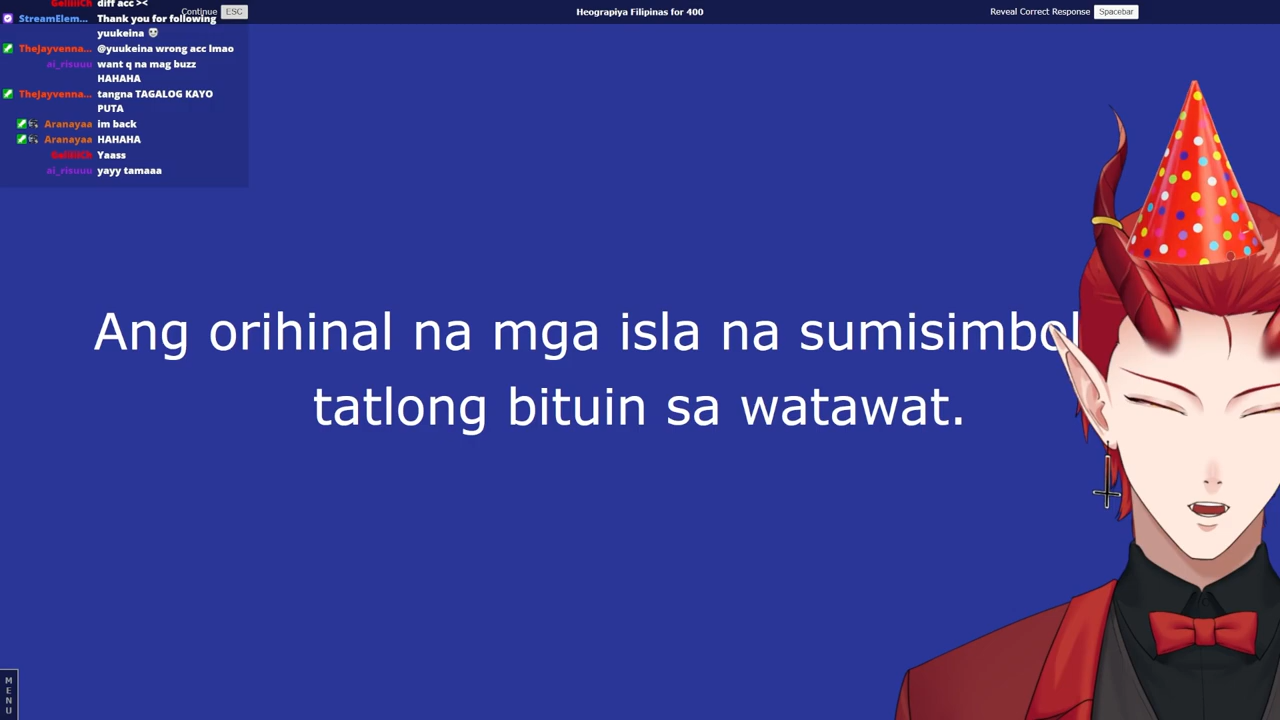 diff acc ><
Continue ESC
Heograpiya Filipinas for 400
Reveal Correct Response Spacebar
StreamElem... Thank you for following
yuukeina
TheJayvenna... @yuukeina wrong acc lmao
ai_risuuu want q na mag buzz
HAHAHA
TheJayvenna... tangna TAGALOG KAYO
PUTA
Aranayaa im back
Aranayaa HAHAHA
Yaass
ai_risuuu yayy tamaaa
Ang orihinal na mga isla na
tatlong bituin sa watawat.
MENU